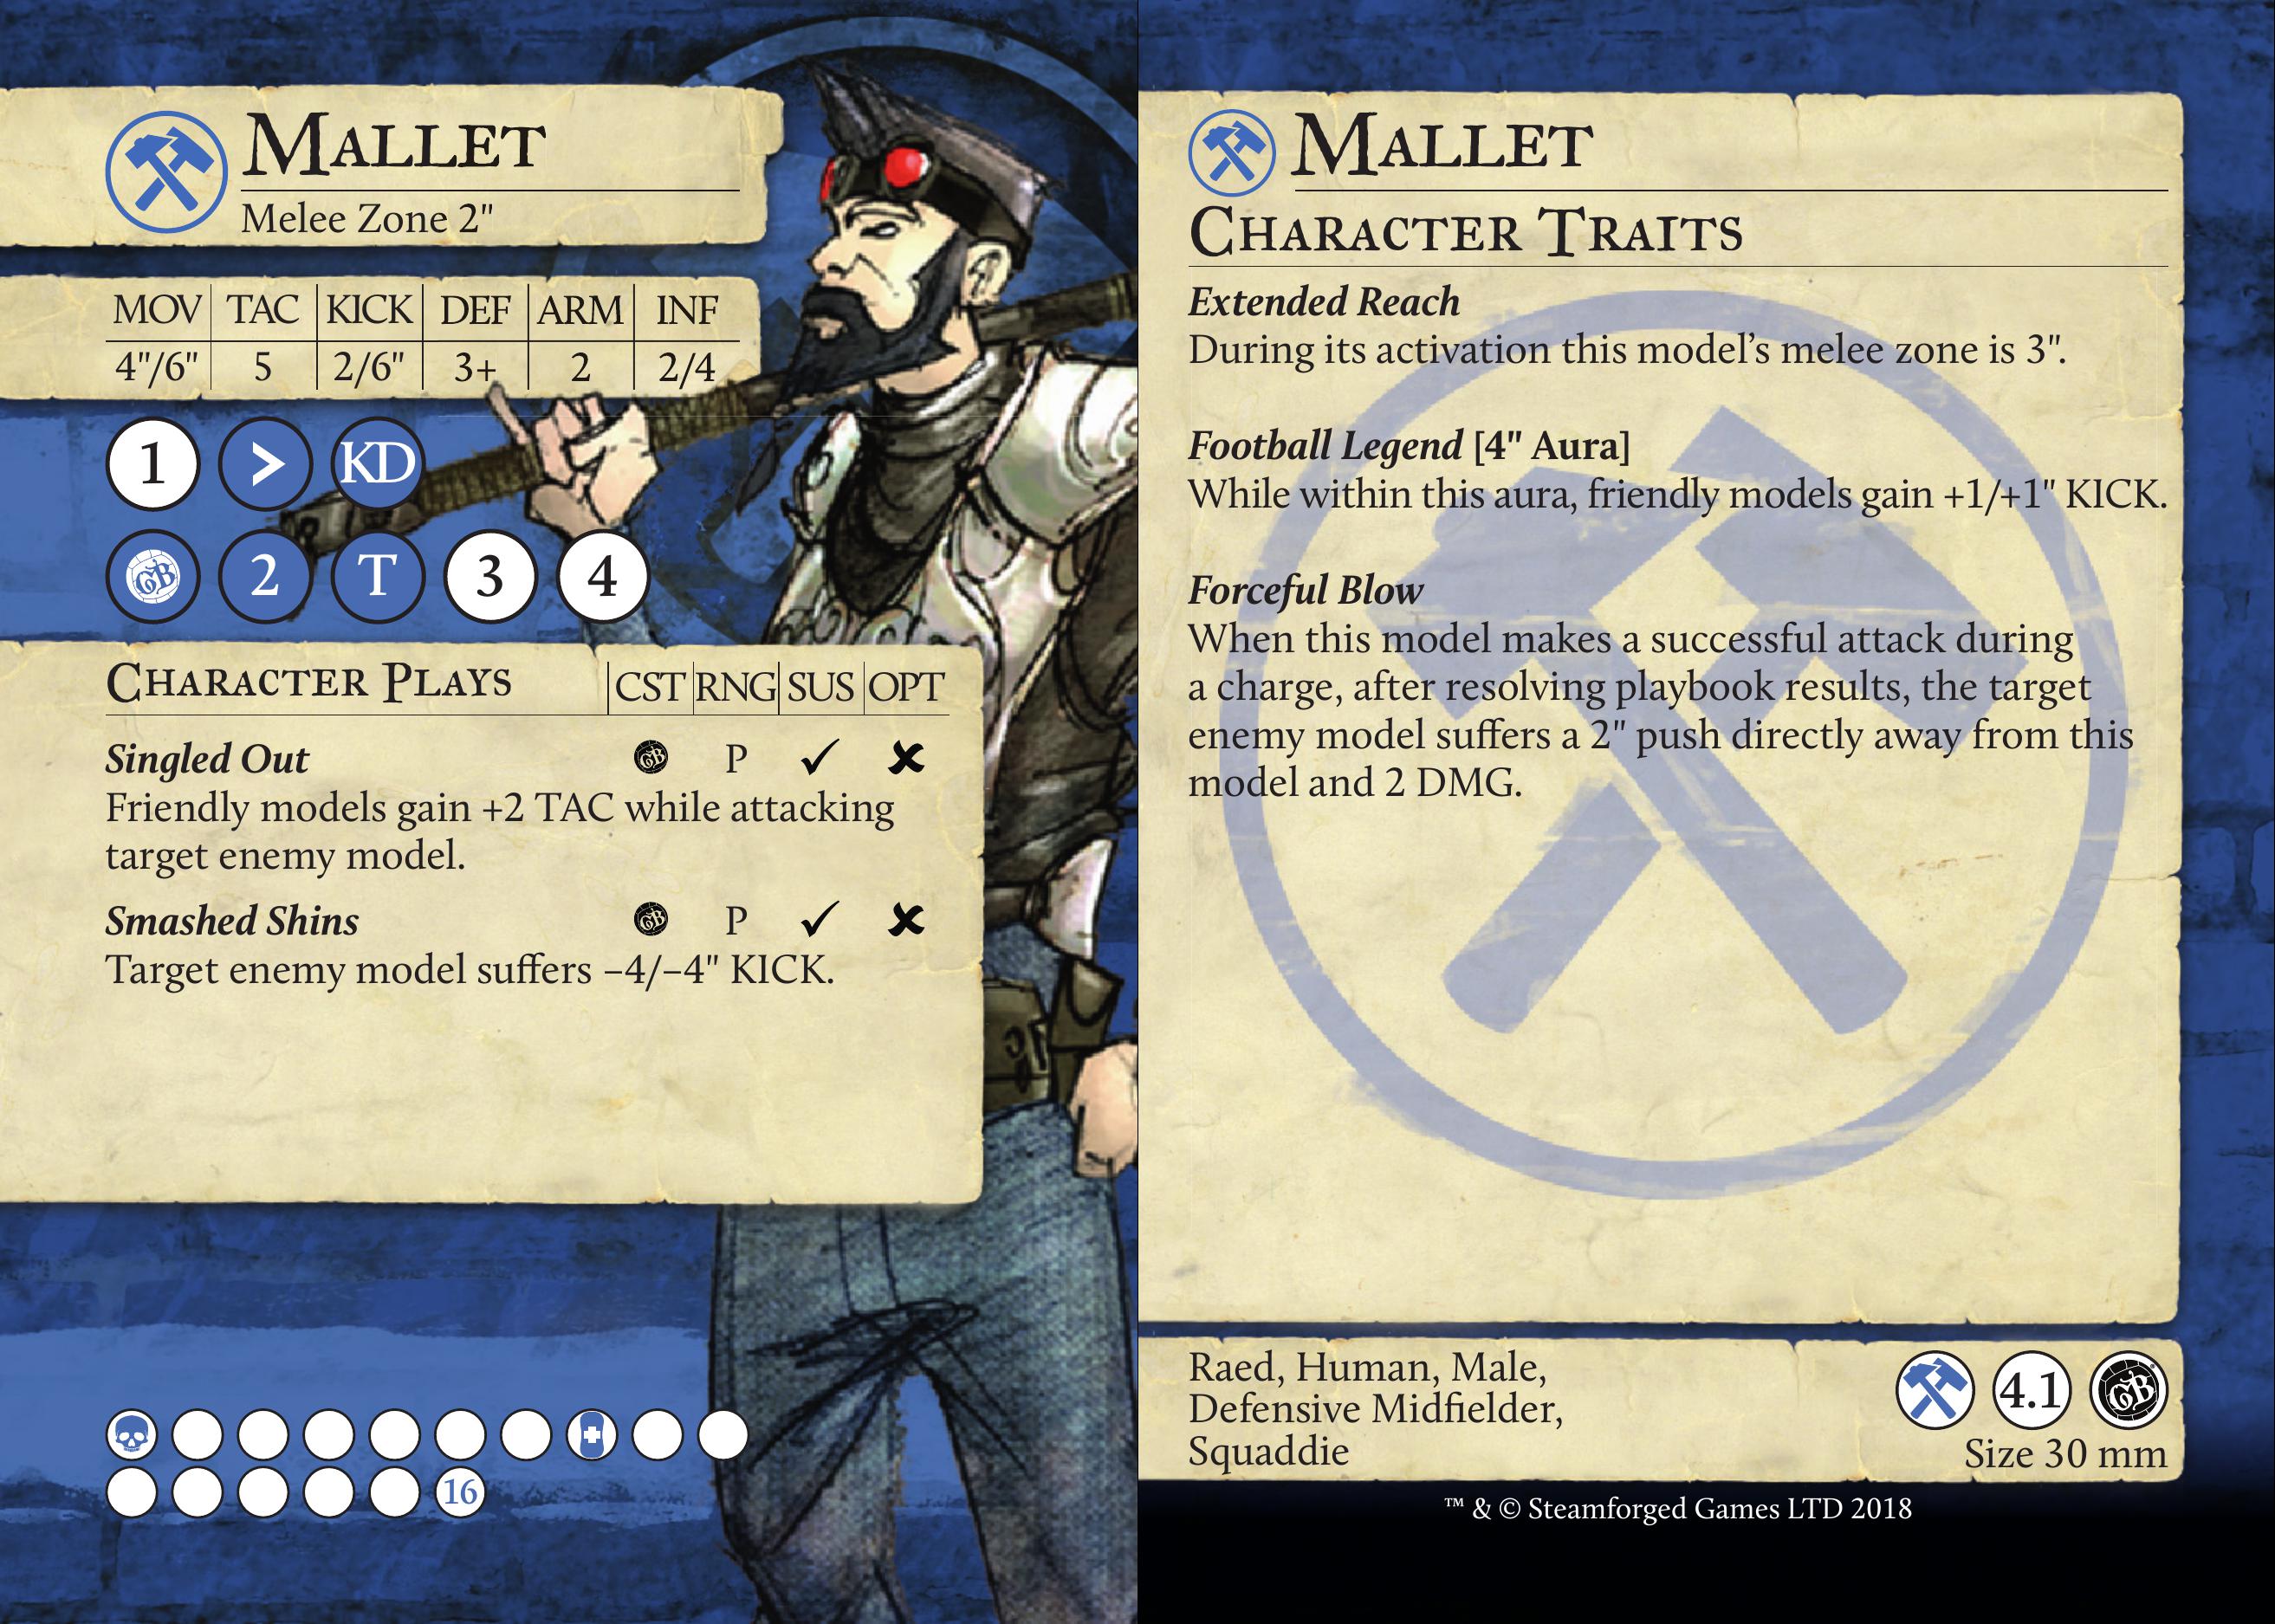 MALLET
Melee Zone 2"
MOV TAC KICK DEF ARM INF
4"/6" 5 2/6" 3+ 2 2/4
1 > KD
GB 2 T 3 4
CHARACTER PLAYS CST RNG SUS OPT
Singled Out GB P ✓ ✘
Friendly models gain +2 TAC while attacking
target enemy model.
Smashed Shins GB P ✓ ✘
Target enemy model suffers –4/–4" KICK.
16
MALLET
CHARACTER TRAITS
Extended Reach
During its activation this model's melee zone is 3".
Football Legend [4" Aura]
While within this aura, friendly models gain +1/+1" KICK.
Forceful Blow
When this model makes a successful attack during
a charge, after resolving playbook results, the target
enemy model suffers a 2" push directly away from this
model and 2 DMG.
Raed, Human, Male,
Defensive Midfielder,
Squaddie
4.1 GB
Size 30 mm
™ & © Steamforged Games LTD 2018